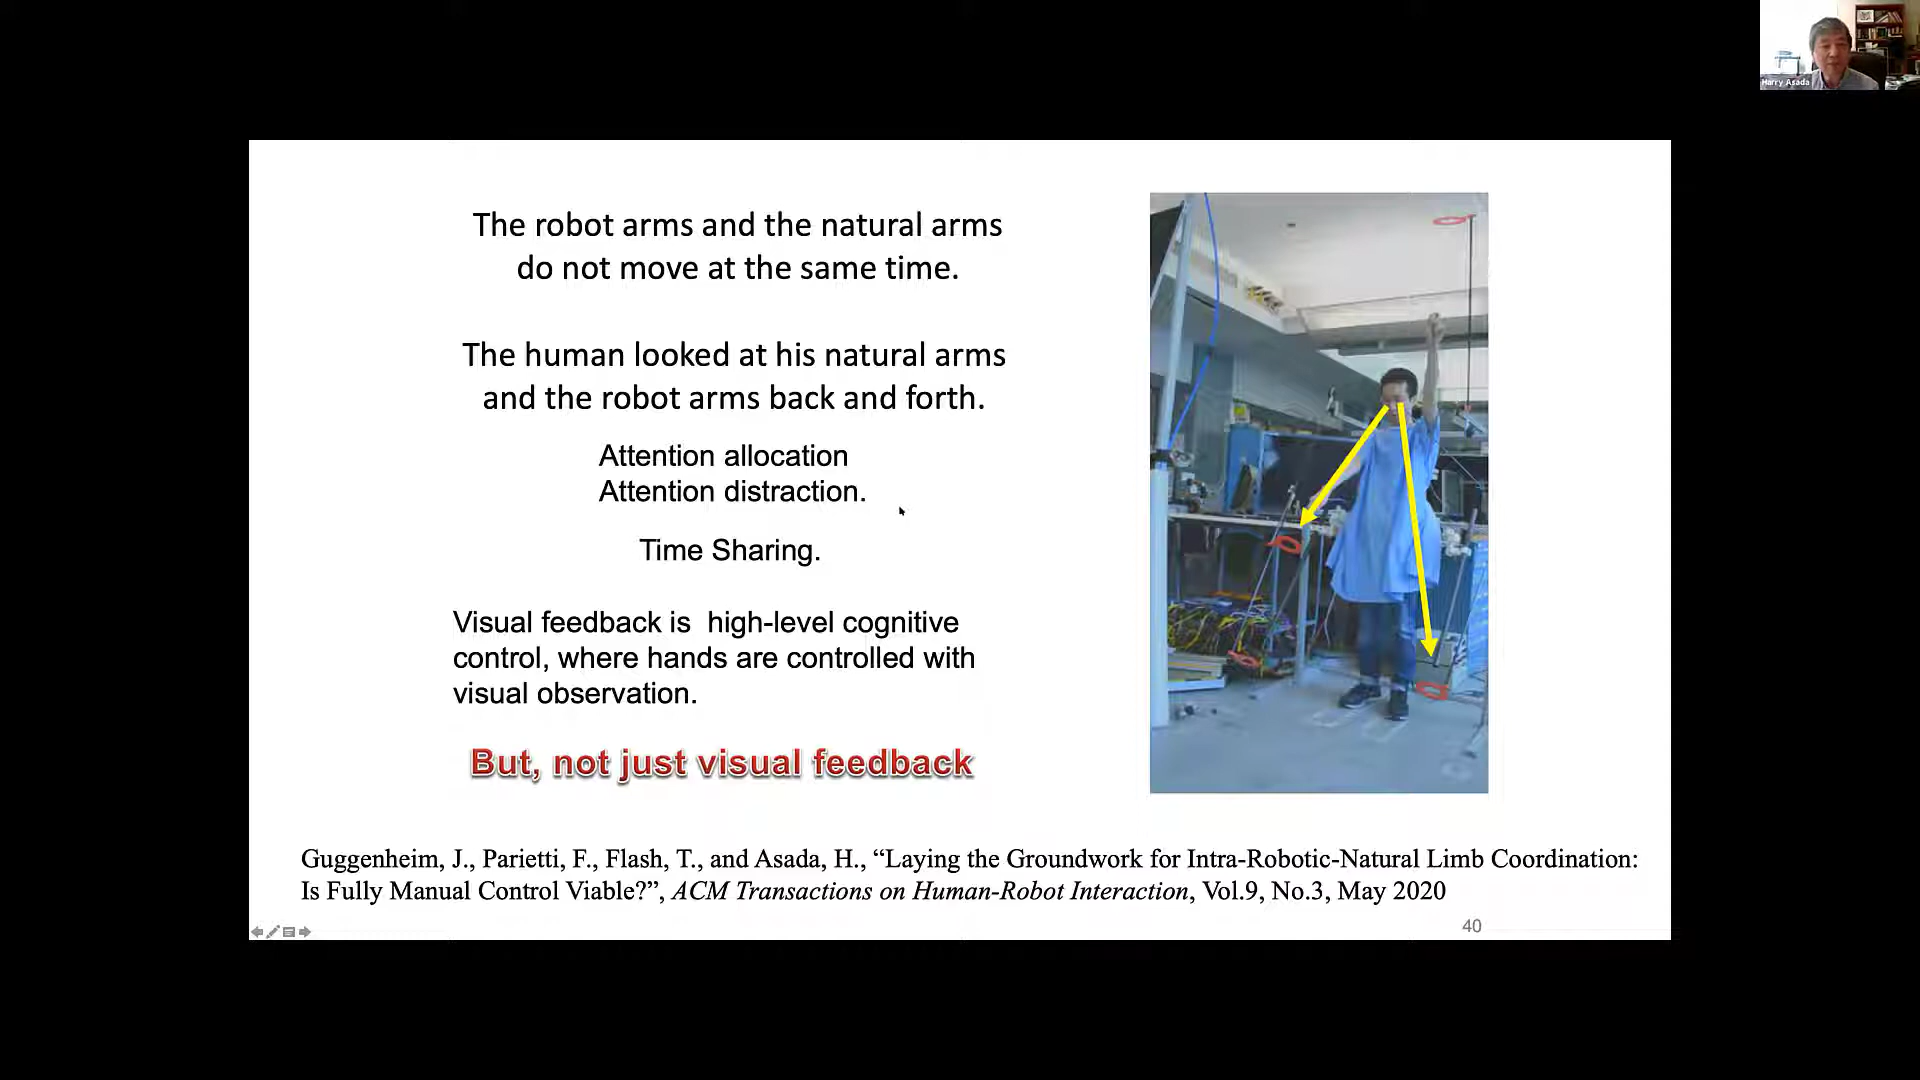 Harry Asada
The robot arms and the natural arms
do not move at the same time.
The human looked at his natural arms
and the robot arms back and forth.
Attention allocation
Attention distraction.
Time Sharing.
Visual feedback is  high-level cognitive
control, where hands are controlled with
visual observation.
But, not just visual feedback
Guggenheim, J., Parietti, F., Flash, T., and Asada, H., “Laying the Groundwork for Intra-Robotic-Natural Limb Coordination:
Is Fully Manual Control Viable?”, ACM Transactions on Human-Robot Interaction, Vol.9, No.3, May 2020
40